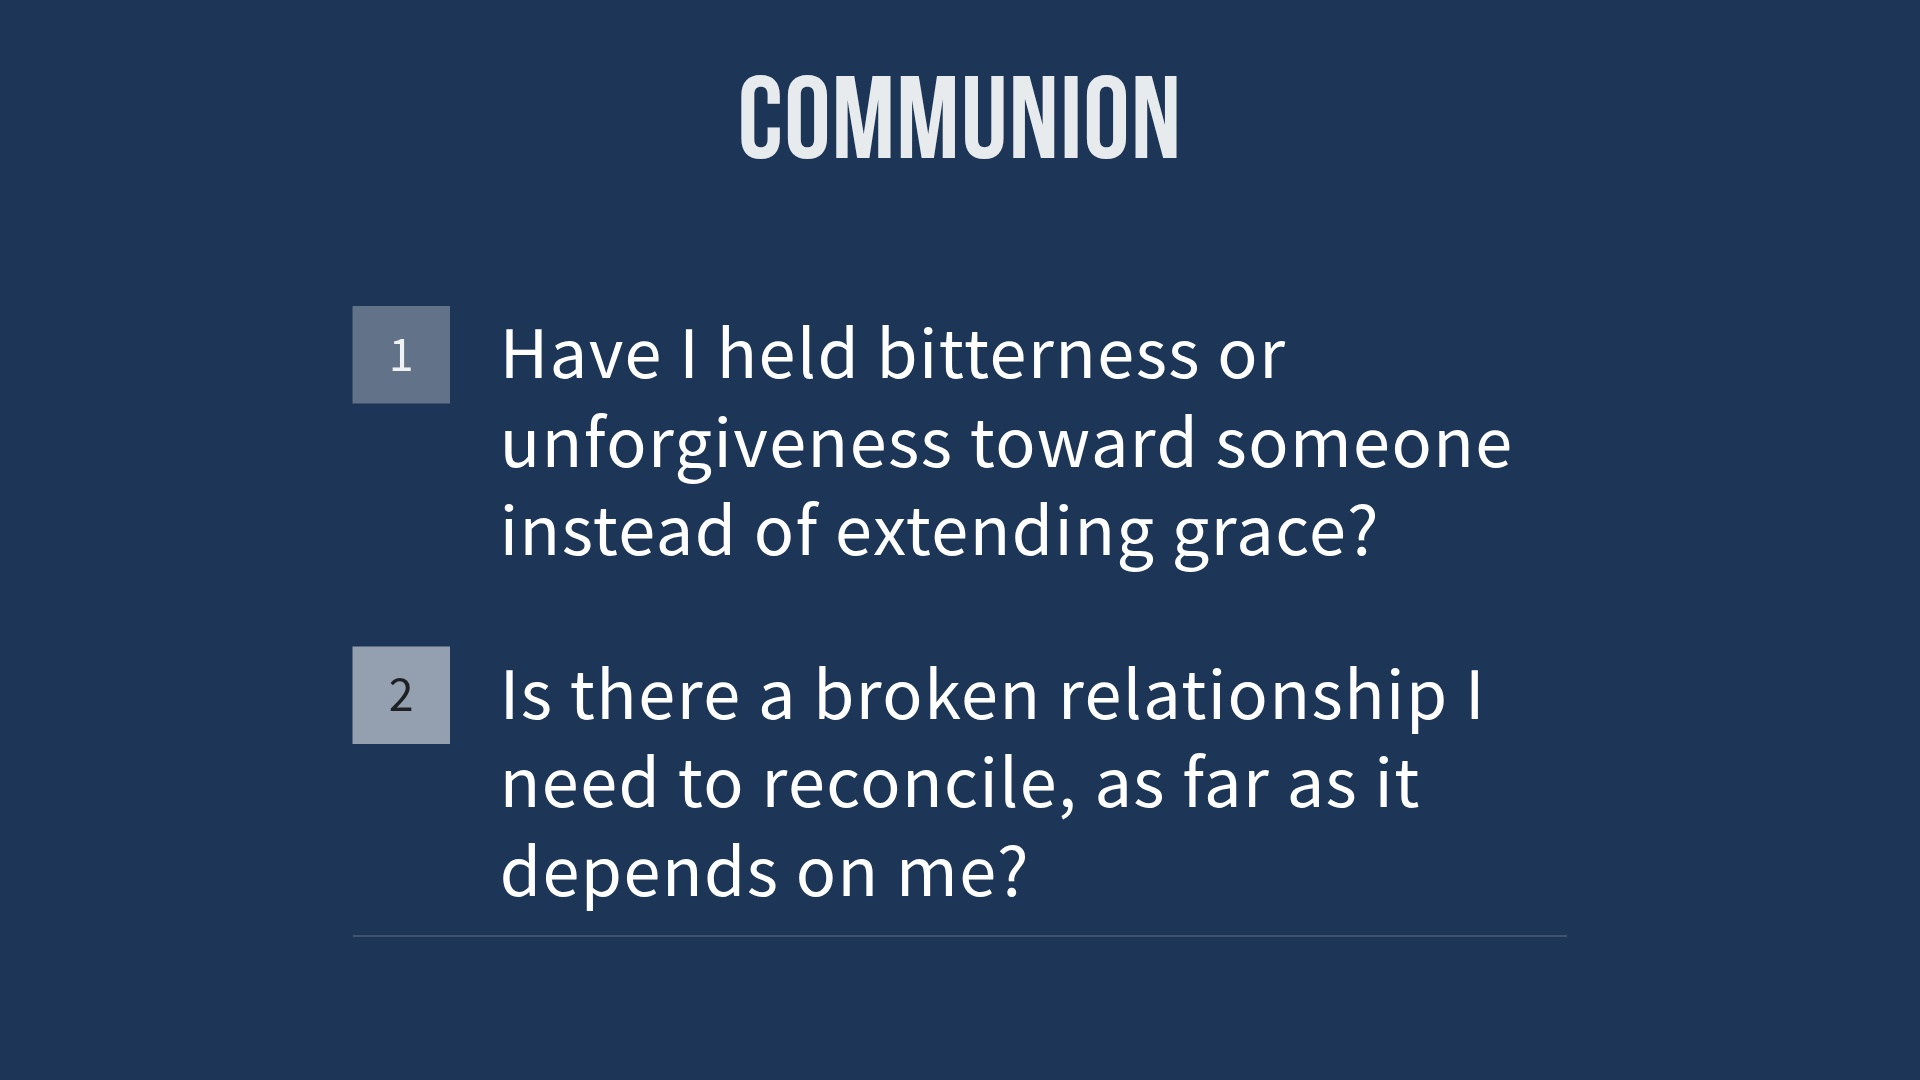 COMMUNION
1
Have I held bitterness or
unforgiveness toward someone
instead of extending grace?
2
Is there a broken relationship I
need to reconcile, as far as it
depends on me?